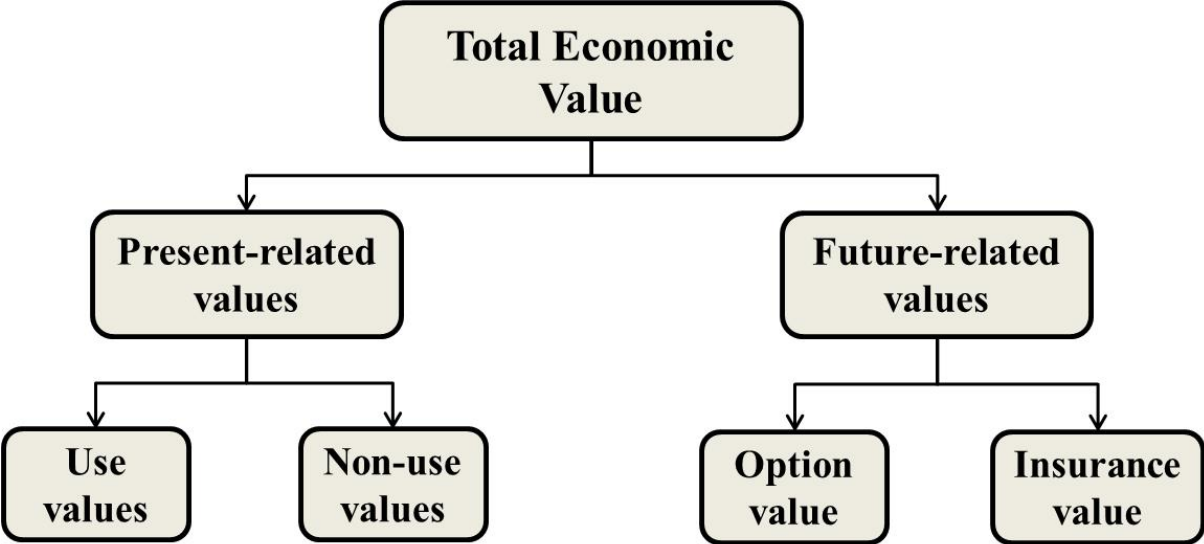 Total Economic
Value
Present-related
values
Future-related
values
Use
values
Non-use
values
Option
value
Insurance
value